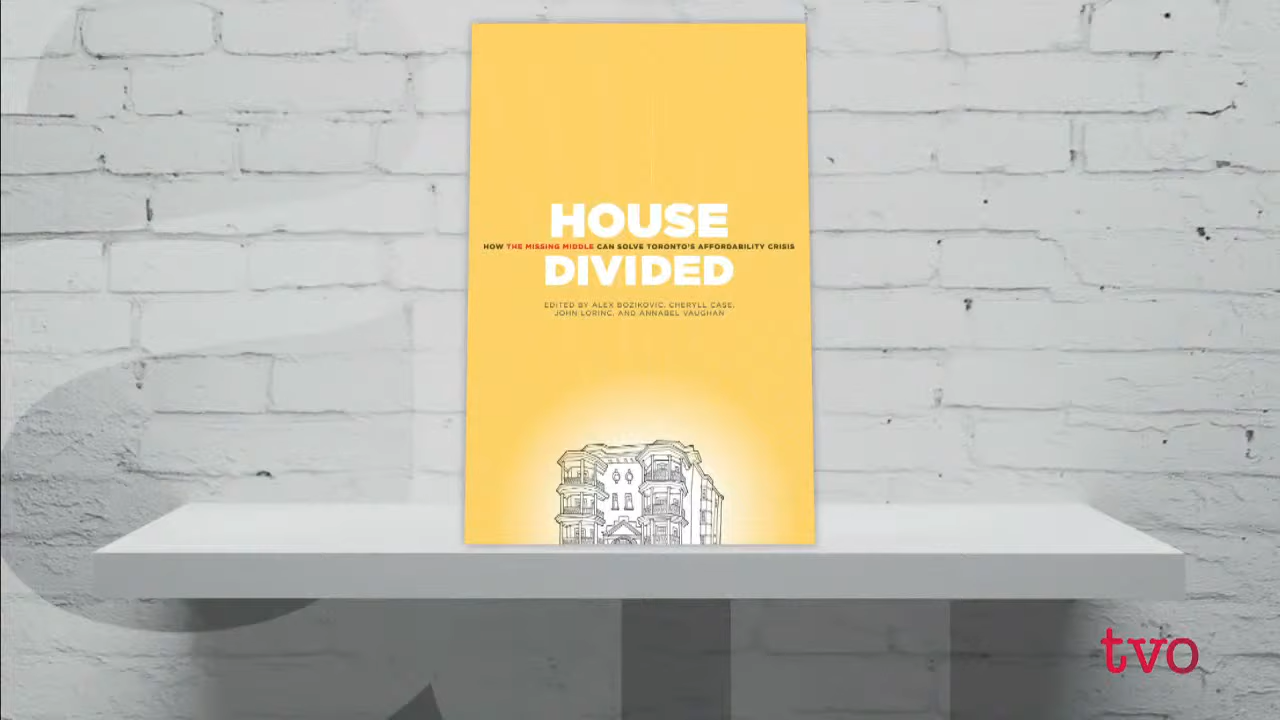 HOUSE
HOW THE MISSING MIDDLE CAN SOLVE TORONTO'S AFFORDABILITY CRISIS
DIVIDED
EDITED BY ALEX BOZIKOVIC, CHERYLL CASE,
JOHN LORINC, AND ANNABEL VAUGHAN
tvo